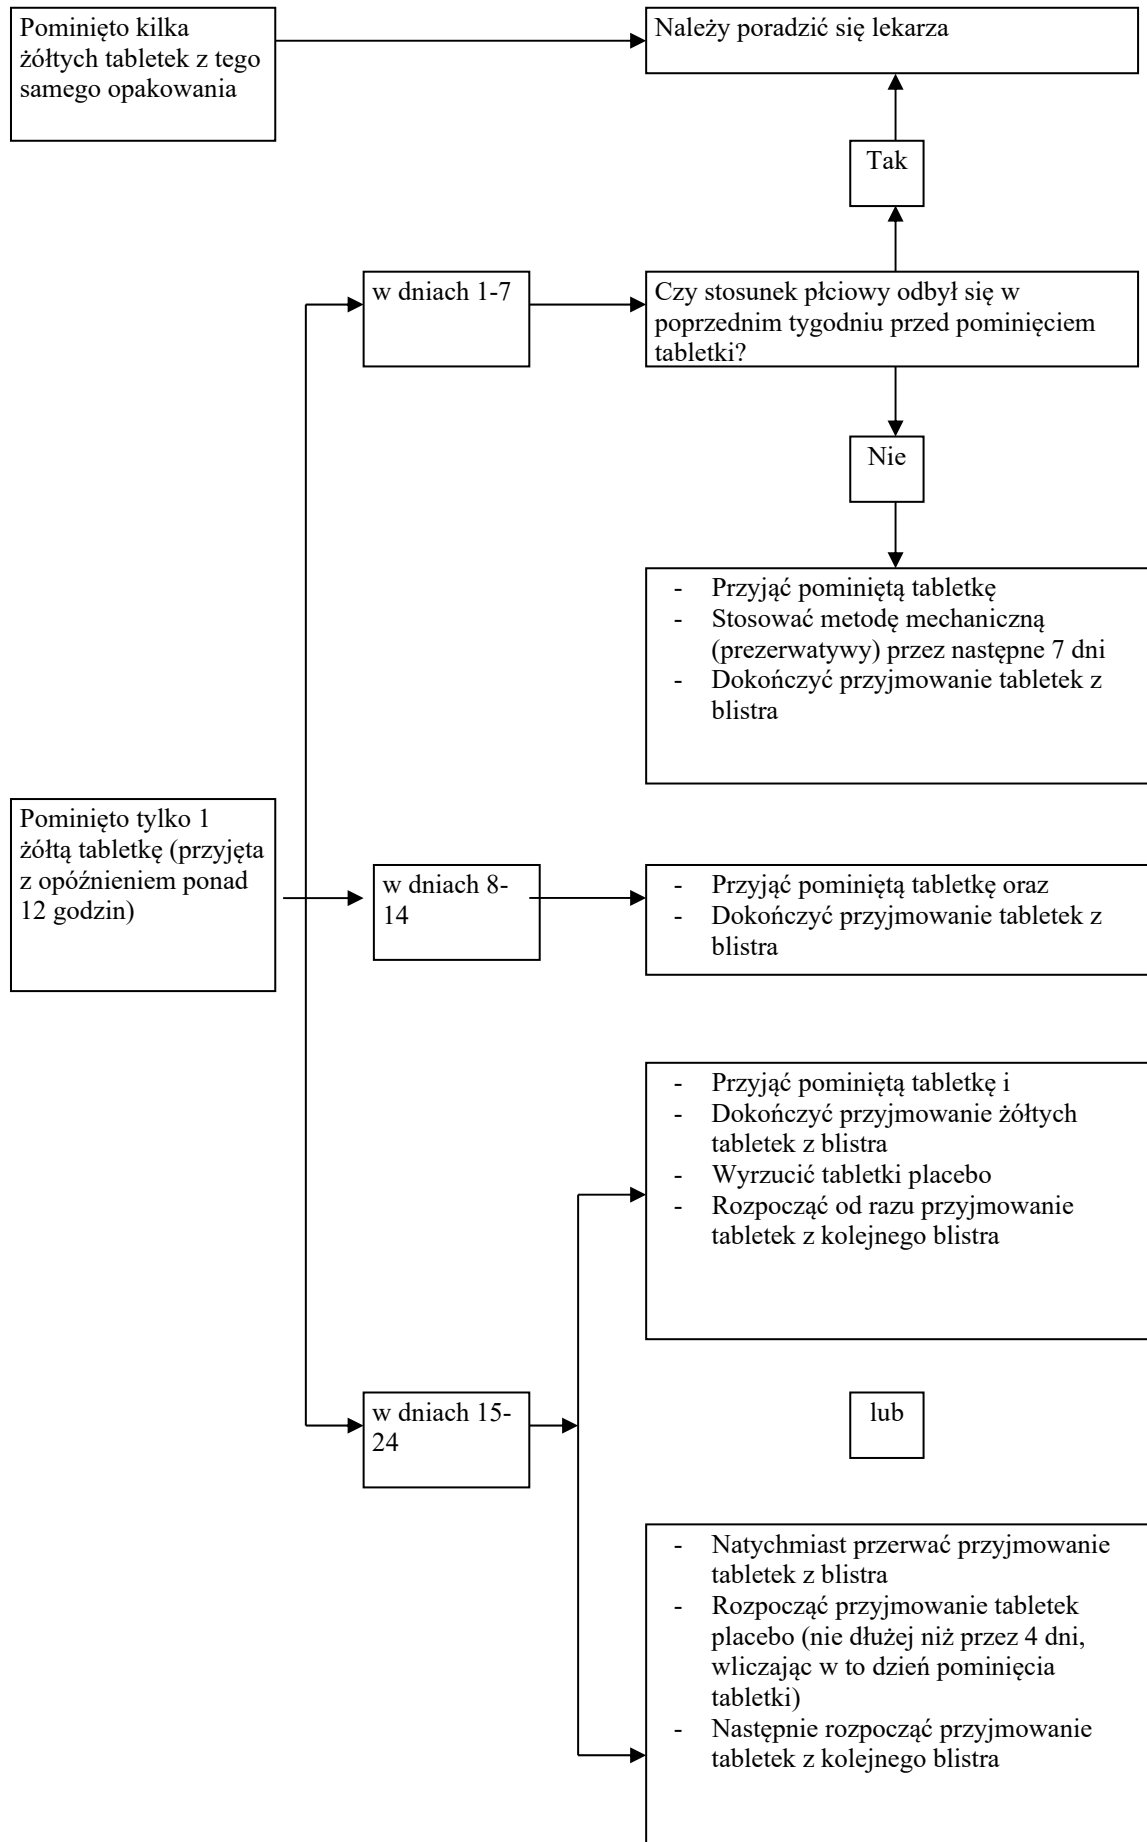 Pominięto kilka
żółtych tabletek z tego
samego opakowania
Należy poradzić się lekarza
Tak
w dniach 1-7
Czy stosunek płciowy odbył się w
poprzednim tygodniu przed pominięciem
tabletki?
Nie
- Przyjąć pominiętą tabletkę
- Stosować metodę mechaniczną
(prezerwatywy) przez następne 7 dni
- Dokończyć przyjmowanie tabletek z
blistra
Pominięto tylko 1
żółtą tabletkę (przyjęta
z opóźnieniem ponad
12 godzin)
w dniach 8-
14
- Przyjąć pominiętą tabletkę oraz
- Dokończyć przyjmowanie tabletek z
blistra
- Przyjąć pominiętą tabletkę i
- Dokończyć przyjmowanie żółtych
tabletek z blistra
- Wyrzucić tabletki placebo
- Rozpocząć od razu przyjmowanie
tabletek z kolejnego blistra
w dniach 15-
24
lub
- Natychmiast przerwać przyjmowanie
tabletek z blistra
- Rozpocząć przyjmowanie tabletek
placebo (nie dłużej niż przez 4 dni,
wliczając w to dzień pominięcia
tabletki)
- Następnie rozpocząć przyjmowanie
tabletek z kolejnego blistra